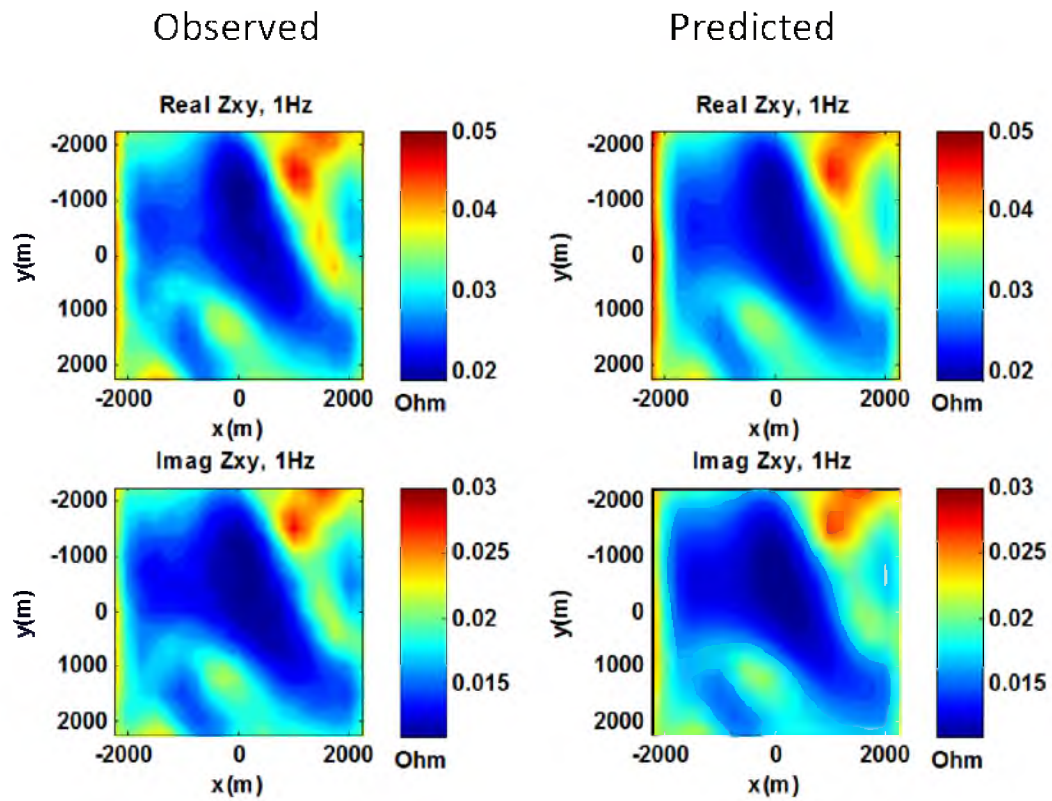 Observed Predicted
Real Zxy, 1Hz Real Zxy, 1Hz
-2000 0.05 -2000 0.05
-1000 0.04 -1000 0.04
y(m) 0 y(m) 0
0.03 0.03
1000 1000
2000 0.02 2000 0.02
-2000 0 2000 Ohm -2000 0 2000 Ohm
x(m) x(m)
Imag Zxy, 1Hz Imag Zxy, 1Hz
-2000 0.03 -2000 0.03
-1000 0.025 -1000 0.025
y(m) 0 0.02 y(m) 0 0.02
1000 0.015 1000 0.015
2000 2000
-2000 0 2000 Ohm -2000 0 2000 Ohm
x(m) x(m)